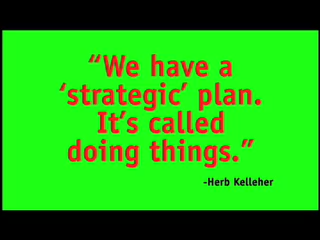 “We have a
‘strategic’ plan.
It’s called
doing things.”
-Herb Kelleher